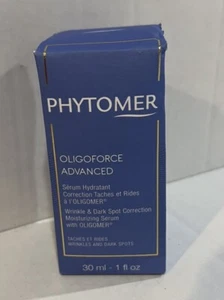 PHYTOMER
OLIGOFORCE
ADVANCED
Sérum Hydratant
Correction Taches et Rides
à l'OLIGOMER®
Wrinkle & Dark Spot Correction
Moisturizing Serum
with OLIGOMER®
TACHES ET RIDES
WRINKLES AND DARK SPOTS
30 ml - 1 fl oz